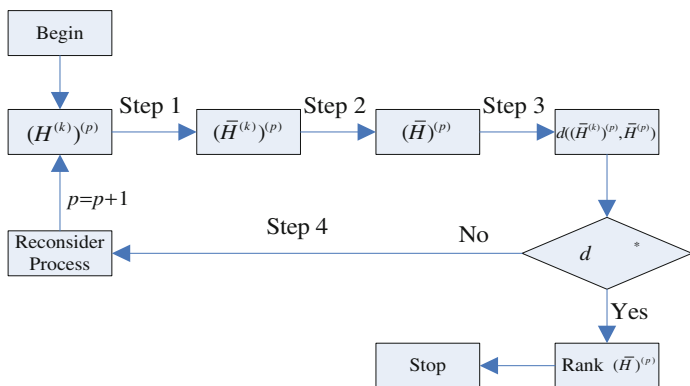 Begin
Step 1
Step 2
Step 3
(H^{(k)})^{(p)}
(H̄^{(k)})^{(p)}
(H̄)^{(p)}
d((H̄^{(k)})^{(p)}, H̄^{(p)})
p=p+1
Reconsider
Process
Step 4
No
d *
Yes
Stop
Rank (H̄)^{(p)}